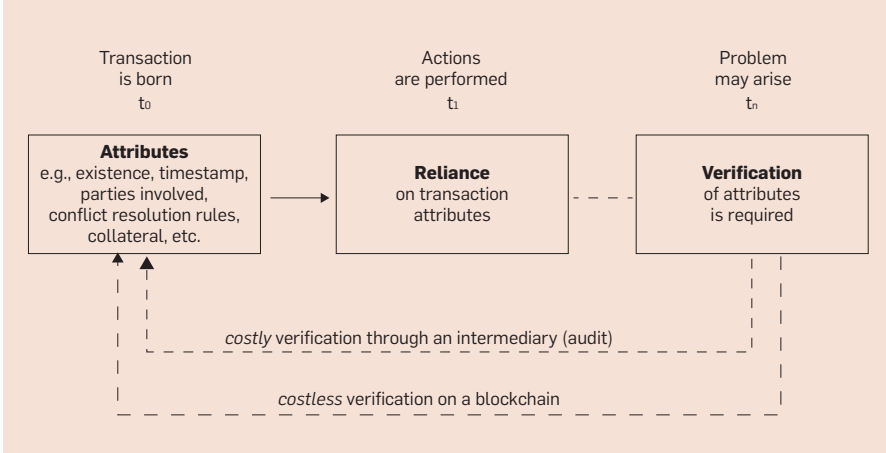 Transaction
is born
t0
Actions
are performed
t1
Problem
may arise
tn
Attributes
e.g., existence, timestamp,
parties involved,
conflict resolution rules,
collateral, etc.
Reliance
on transaction
attributes
Verification
of attributes
is required
costly verification through an intermediary (audit)
costless verification on a blockchain